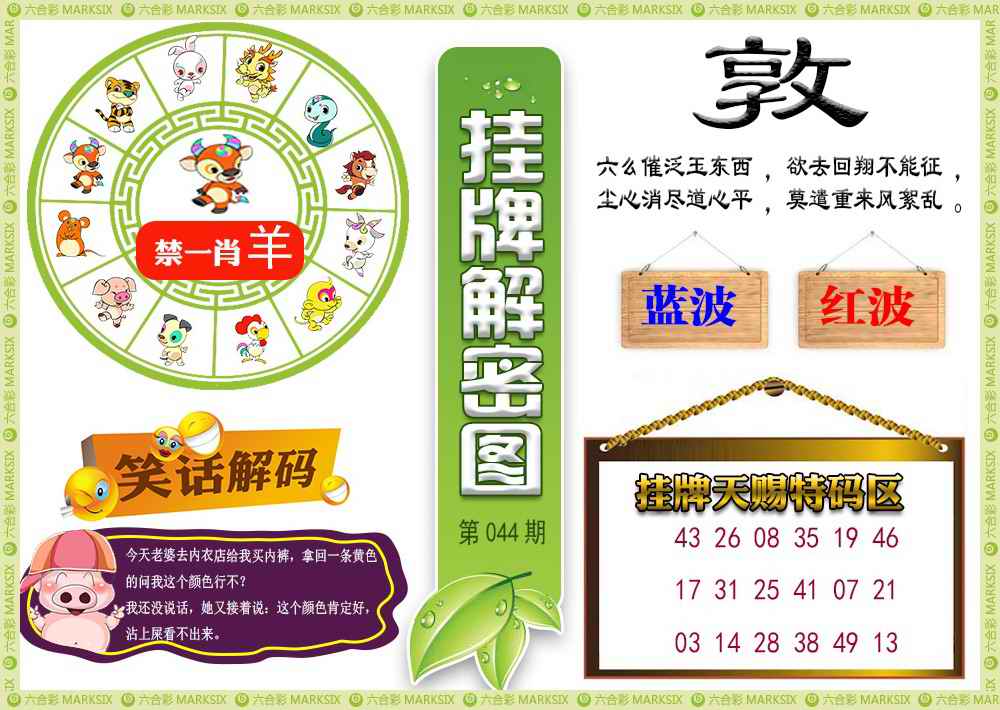 六合彩 MARKSIX
敦
六么催泛玉东西，欲去回翔不能征，
尘心消尽道心平，莫遣重来风絮乱。
蓝波
红波
禁一肖羊
挂牌解密图
第 044 期
笑话解码
今天老婆去内衣店给我买内裤，拿回一条黄色
的问我这个颜色行不？
我还没说话，她又接着说：这个颜色肯定好，
沾上屎看不出来。
挂牌天赐特码区
43 26 08 35 19 46
17 31 25 41 07 21
03 14 28 38 49 13